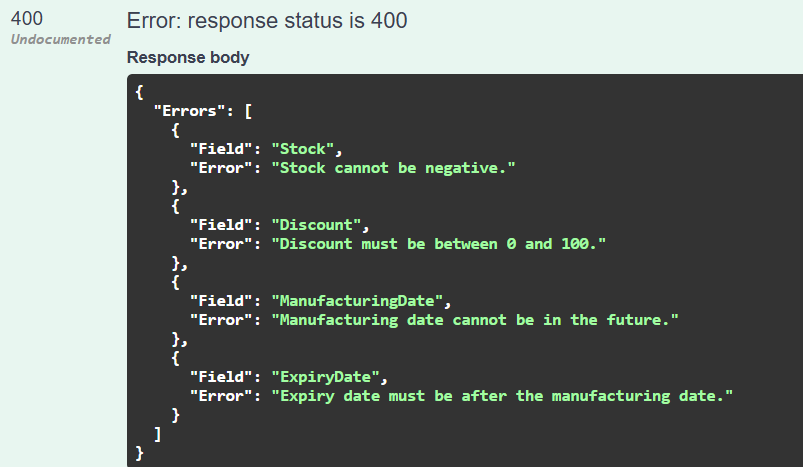 400
Undocumented
Error: response status is 400
Response body
{
  "Errors": [
    {
      "Field": "Stock",
      "Error": "Stock cannot be negative."
    },
    {
      "Field": "Discount",
      "Error": "Discount must be between 0 and 100."
    },
    {
      "Field": "ManufacturingDate",
      "Error": "Manufacturing date cannot be in the future."
    },
    {
      "Field": "ExpiryDate",
      "Error": "Expiry date must be after the manufacturing date."
    }
  ]
}